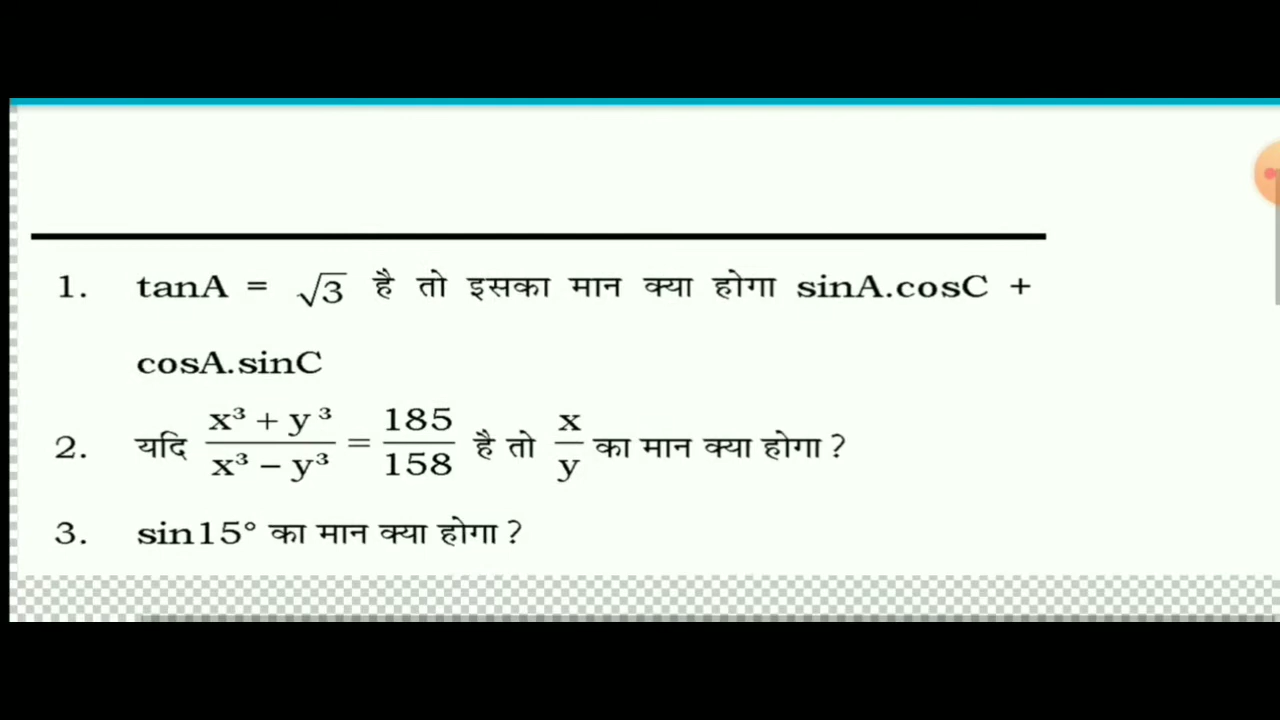 1. tanA = √3 है तो इसका मान क्या होगा sinA.cosC +
cosA.sinC
2. यदि (x³ + y³)/(x³ – y³) = 185/158 है तो x/y का मान क्या होगा ?
3. sin15° का मान क्या होगा ?